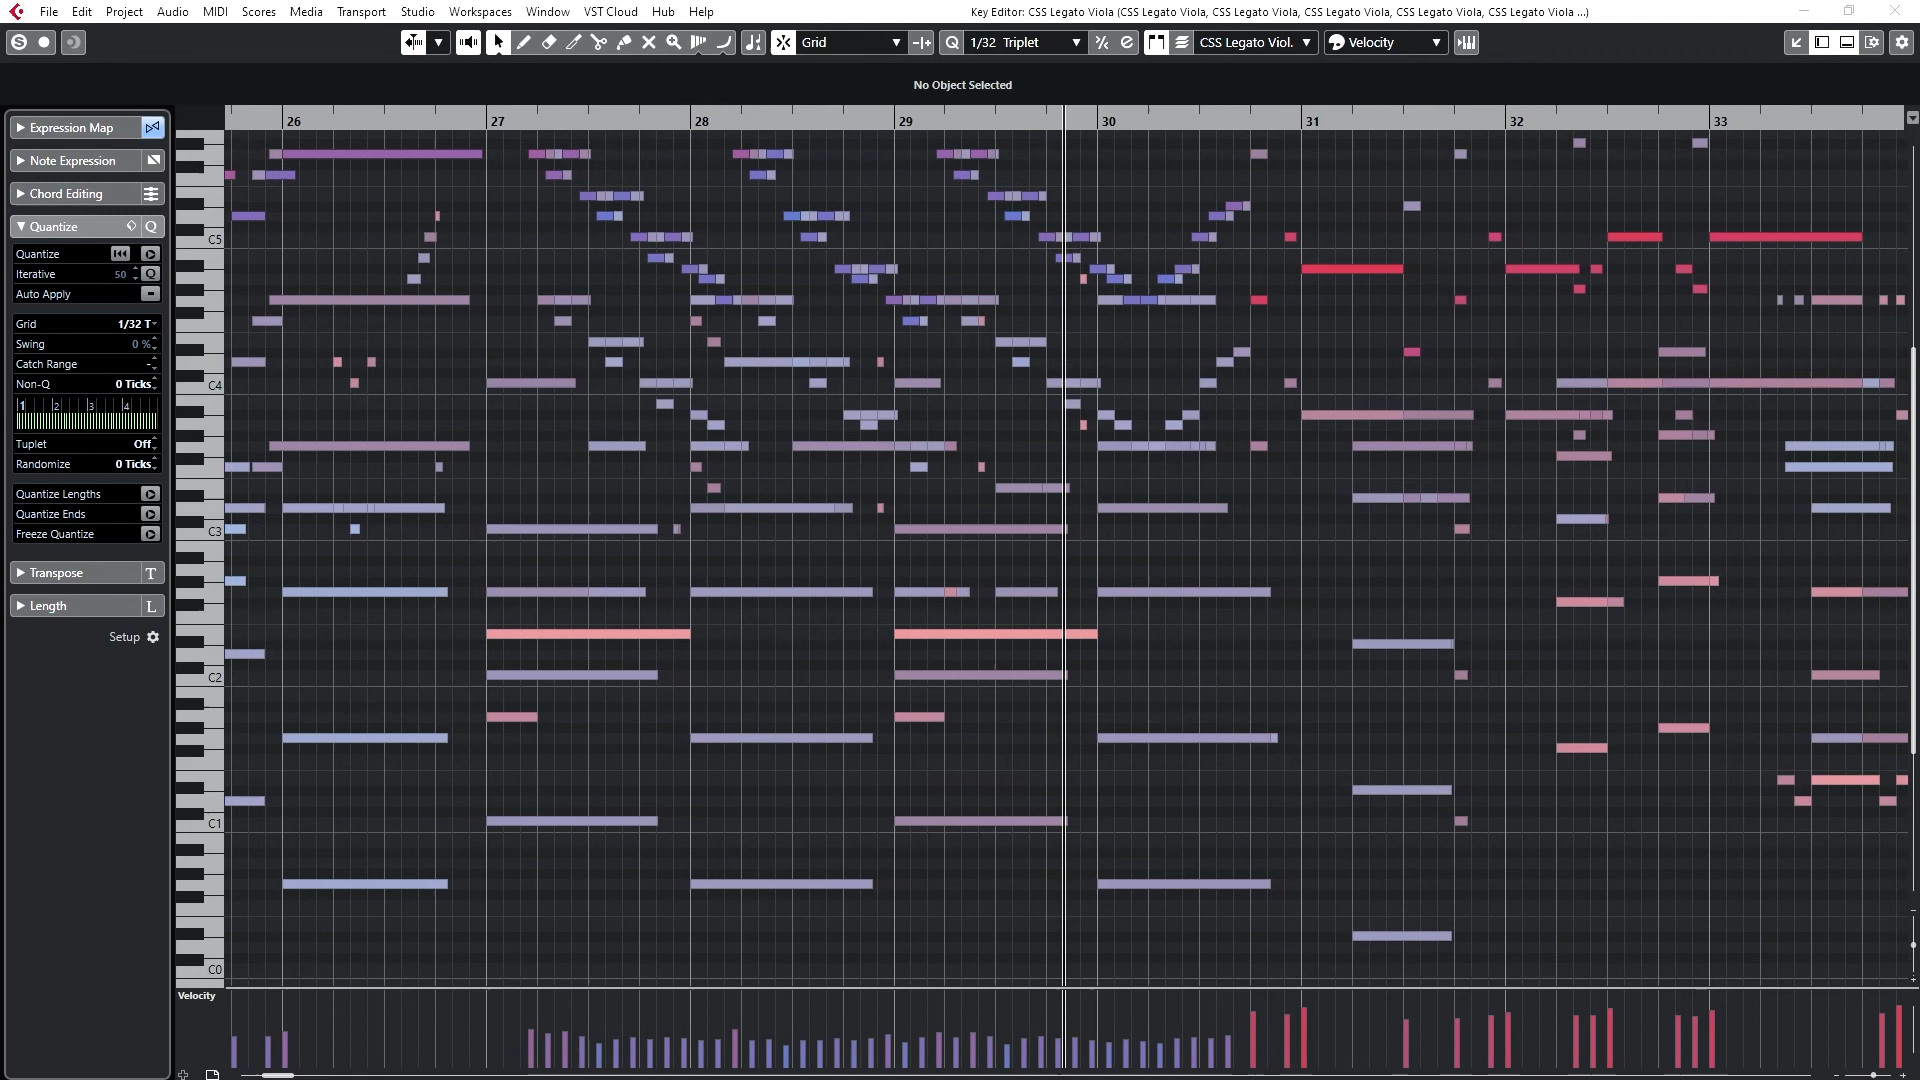 File Edit Project Audio MIDI Scores Media Transport Studio Workspaces Window VST Cloud Hub Help
Key Editor: CSS Legato Viola (CSS Legato Viola, CSS Legato Viola, CSS Legato Viola, CSS Legato Viola, CSS Legato Viola ...)
Grid
1/32 Triplet
CSS Legato Viol.
Velocity
No Object Selected
26 27 28 29 30 31 32 33
Expression Map
Note Expression
Chord Editing
Quantize Q
Quantize
Iterative 50 Q
Auto Apply
Grid 1/32 T
Swing 0 %
Catch Range -
Non-Q 0 Ticks
1 2 3 4
Tuplet Off
Randomize 0 Ticks
Quantize Lengths
Quantize Ends
Freeze Quantize
Transpose T
Length L
Setup
C5
C4
C3
C2
C1
C0
Velocity